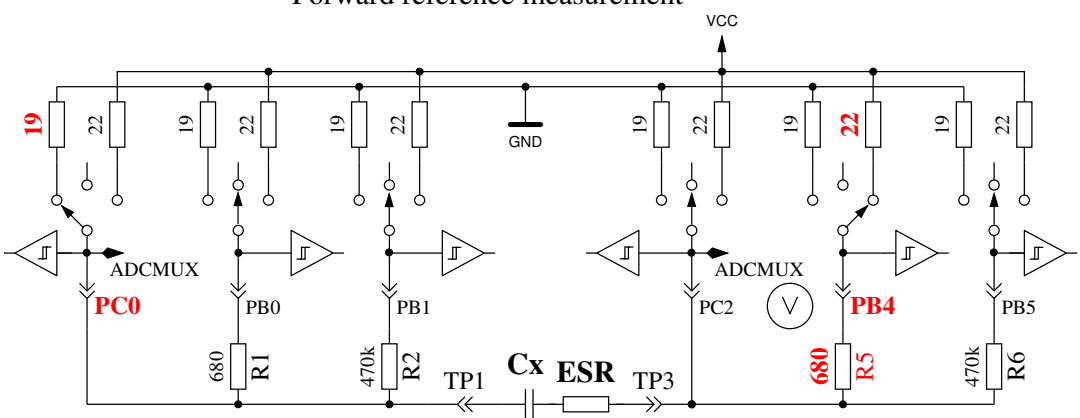 Forward reference measurement
VCC
19
22
19
22
19
22
GND
19
22
19
22
19
22
ADCMUX
ADCMUX
V
PC0
PB0
PB1
PC2
PB4
PB5
680
R1
470k
R2
680
R5
470k
R6
TP1
Cx
ESR
TP3